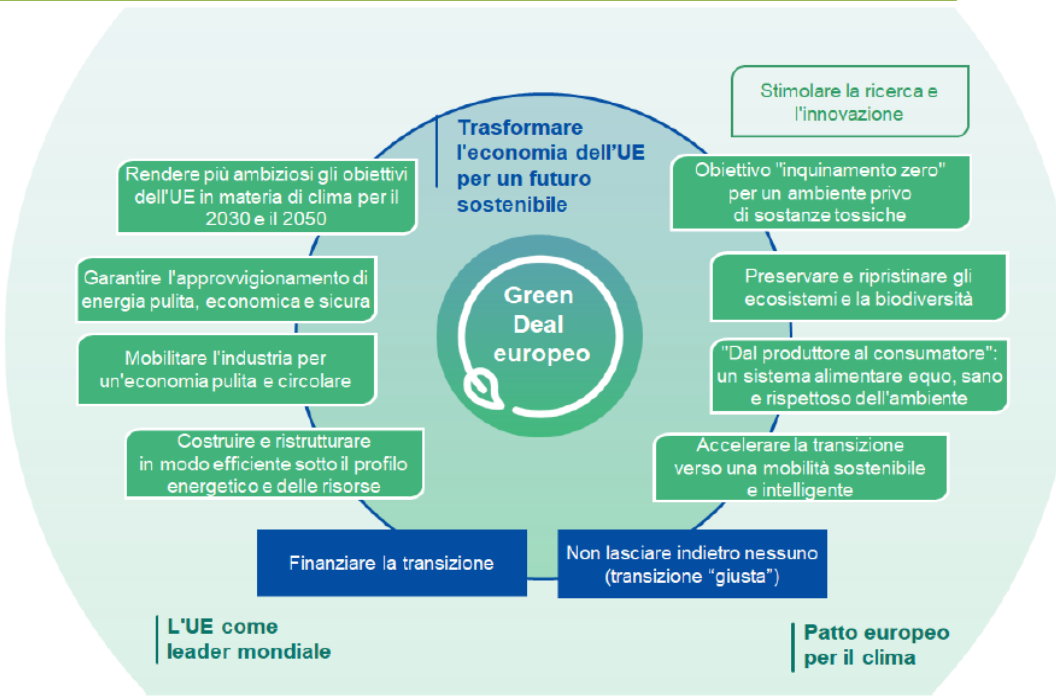 Stimolare la ricerca e
l'innovazione
Trasformare
l'economia dell'UE
per un futuro
sostenibile
Rendere più ambiziosi gli obiettivi
dell'UE in materia di clima per il
2030 e il 2050
Obiettivo "inquinamento zero"
per un ambiente privo
di sostanze tossiche
Garantire l'approvvigionamento di
energia pulita, economica e sicura
Preservare e ripristinare gli
ecosistemi e la biodiversità
Green
Deal
europeo
Mobilitare l'industria per
un'economia pulita e circolare
"Dal produttore al consumatore":
un sistema alimentare equo, sano
e rispettoso dell'ambiente
Costruire e ristrutturare
in modo efficiente sotto il profilo
energetico e delle risorse
Accelerare la transizione
verso una mobilità sostenibile
e intelligente
Finanziare la transizione
Non lasciare indietro nessuno
(transizione “giusta”)
L'UE come
leader mondiale
Patto europeo
per il clima